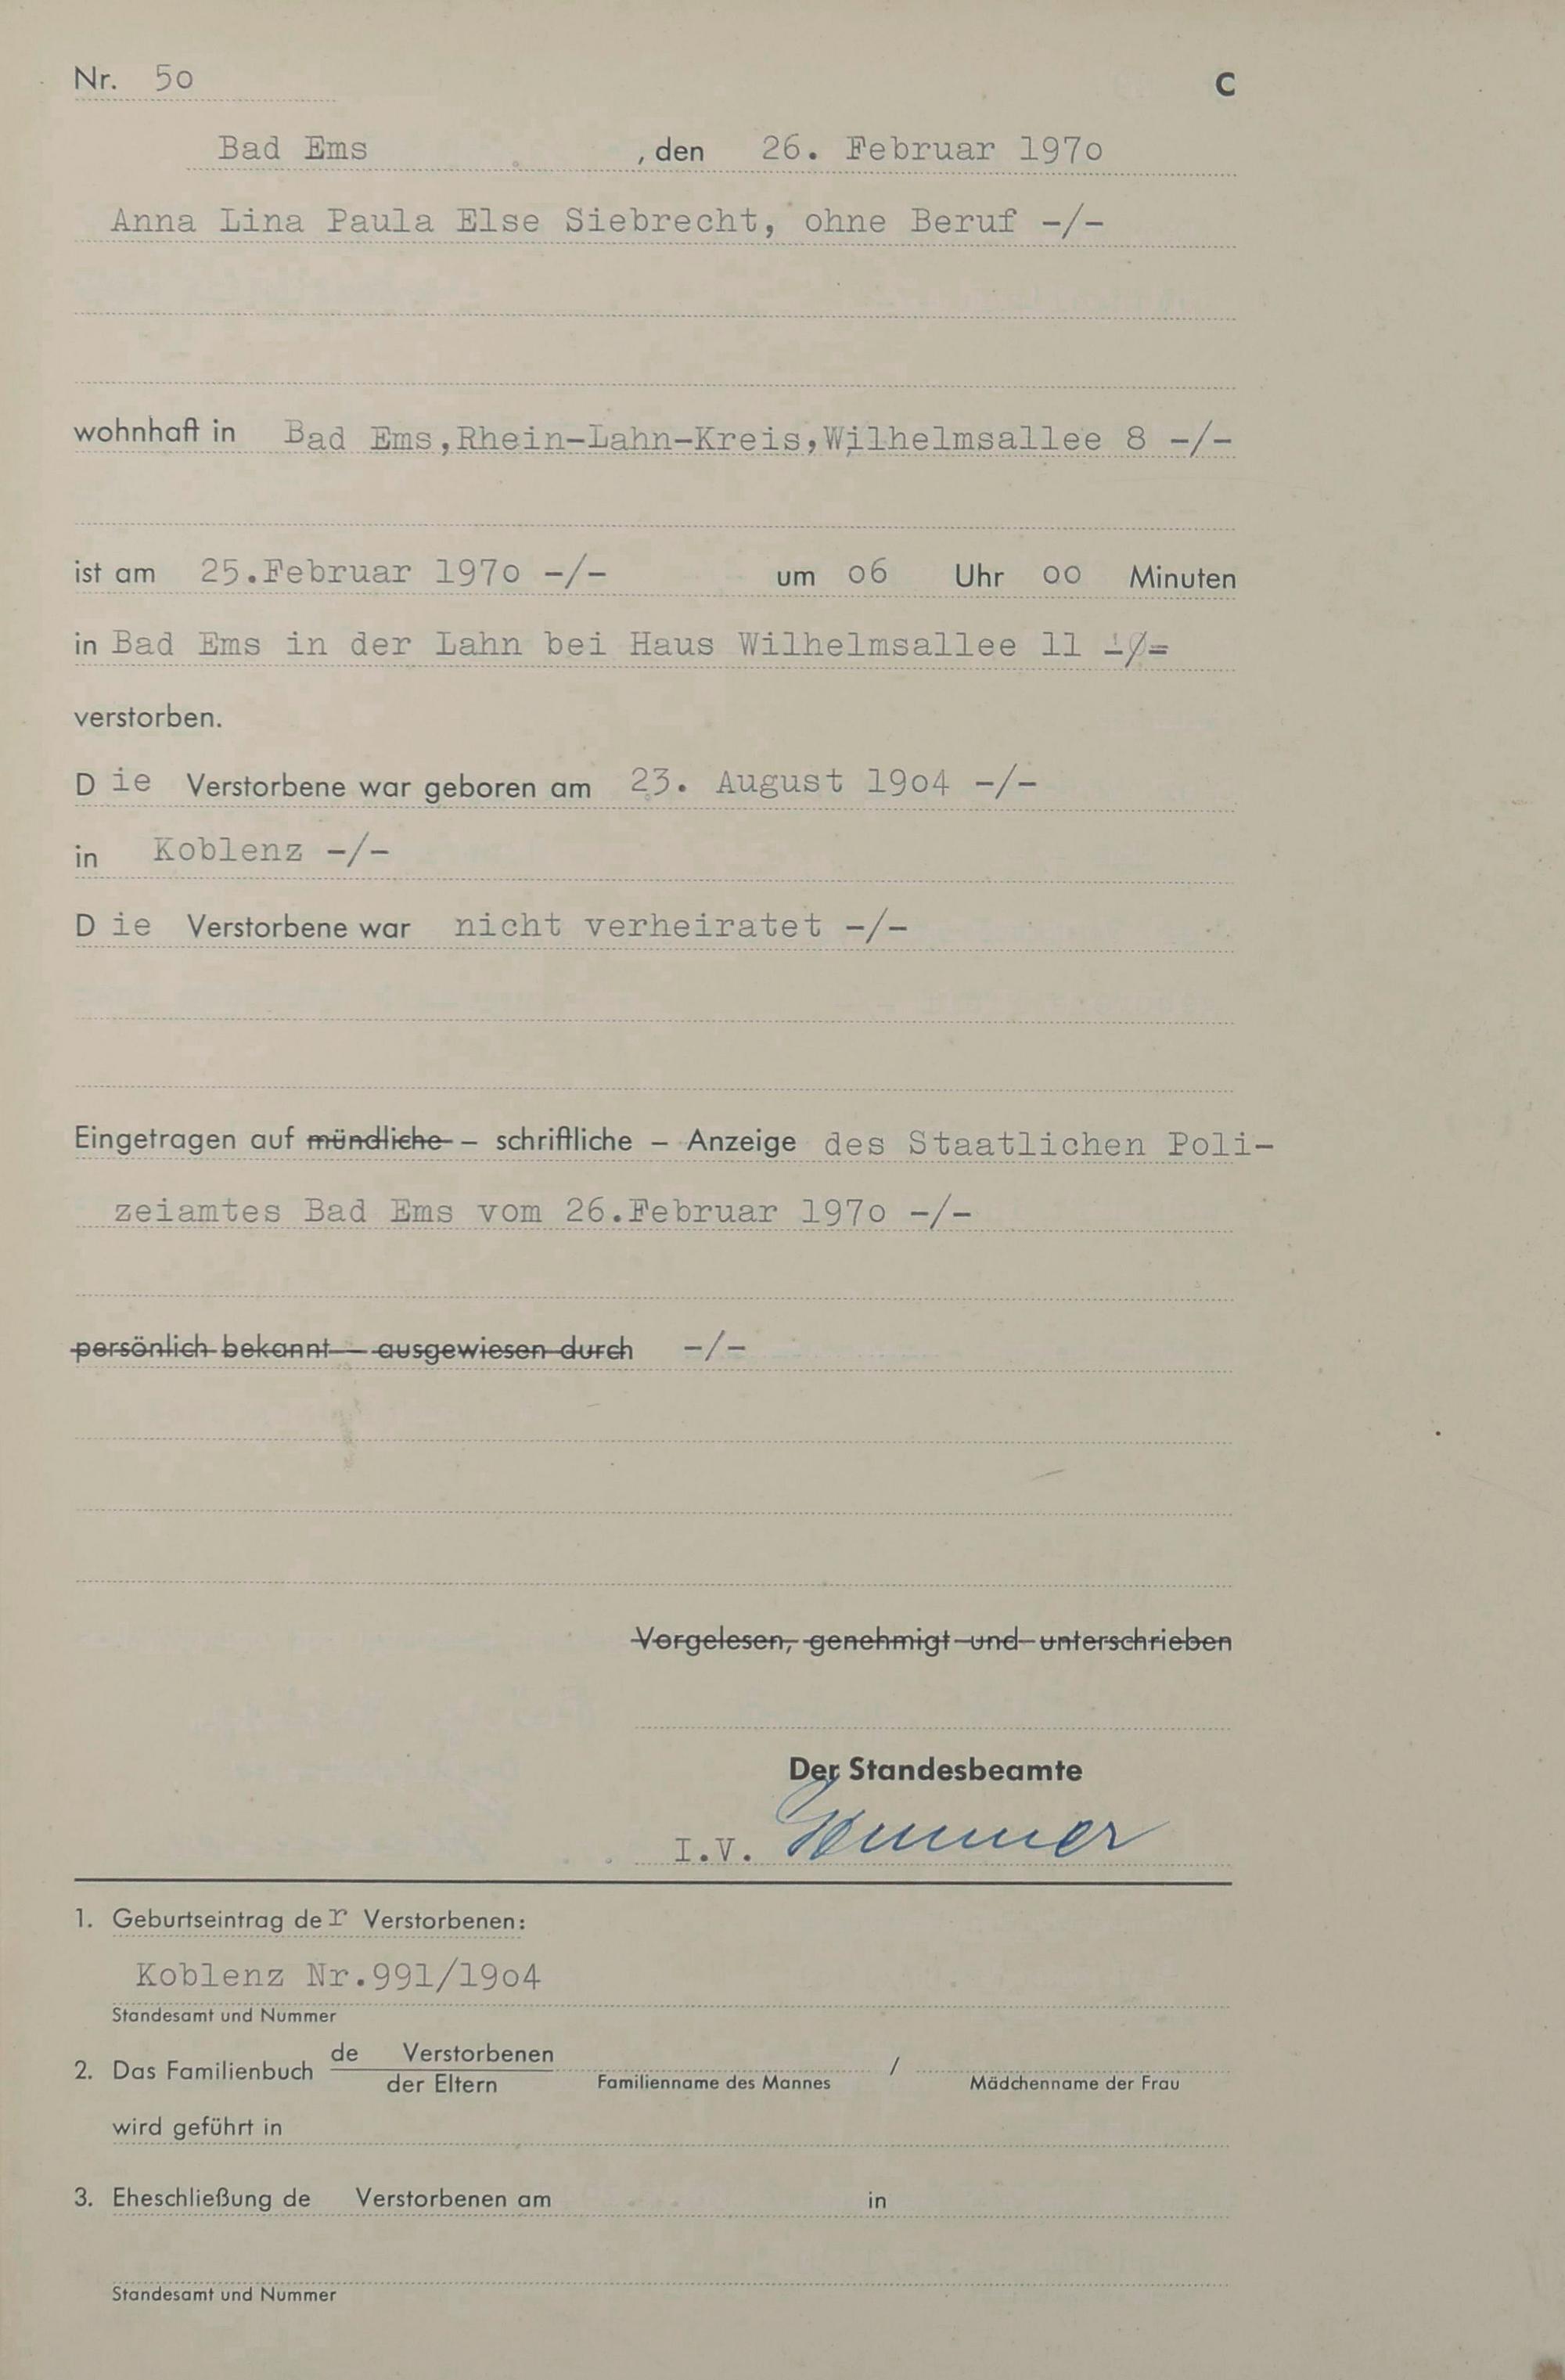 Nr. 50 C
Bad Ems , den 26. Februar 1970
Anna Lina Paula Else Siebrecht, ohne Beruf -/-
wohnhaft in Bad Ems,Rhein-Lahn-Kreis,Wilhelmsallee 8 -/-
ist am 25.Februar 1970 -/- um 06 Uhr 00 Minuten
in Bad Ems in der Lahn bei Haus Wilhelmsallee 11 -/-
verstorben.
Die Verstorbene war geboren am 23. August 1904 -/-
in Koblenz -/-
Die Verstorbene war nicht verheiratet -/-
Eingetragen auf mündliche – schriftliche – Anzeige des Staatlichen Poli-
zeiamtes Bad Ems vom 26.Februar 1970 -/-
persönlich bekannt – ausgewiesen durch -/-
Vorgelesen, genehmigt und unterschrieben
Der Standesbeamte
I.V.
1. Geburtseintrag der Verstorbenen:
Koblenz Nr.991/1904
Standesamt und Nummer
2. Das Familienbuch de Verstorbenen /
der Eltern Familienname des Mannes Mädchenname der Frau
wird geführt in
3. Eheschließung de Verstorbenen am in
Standesamt und Nummer